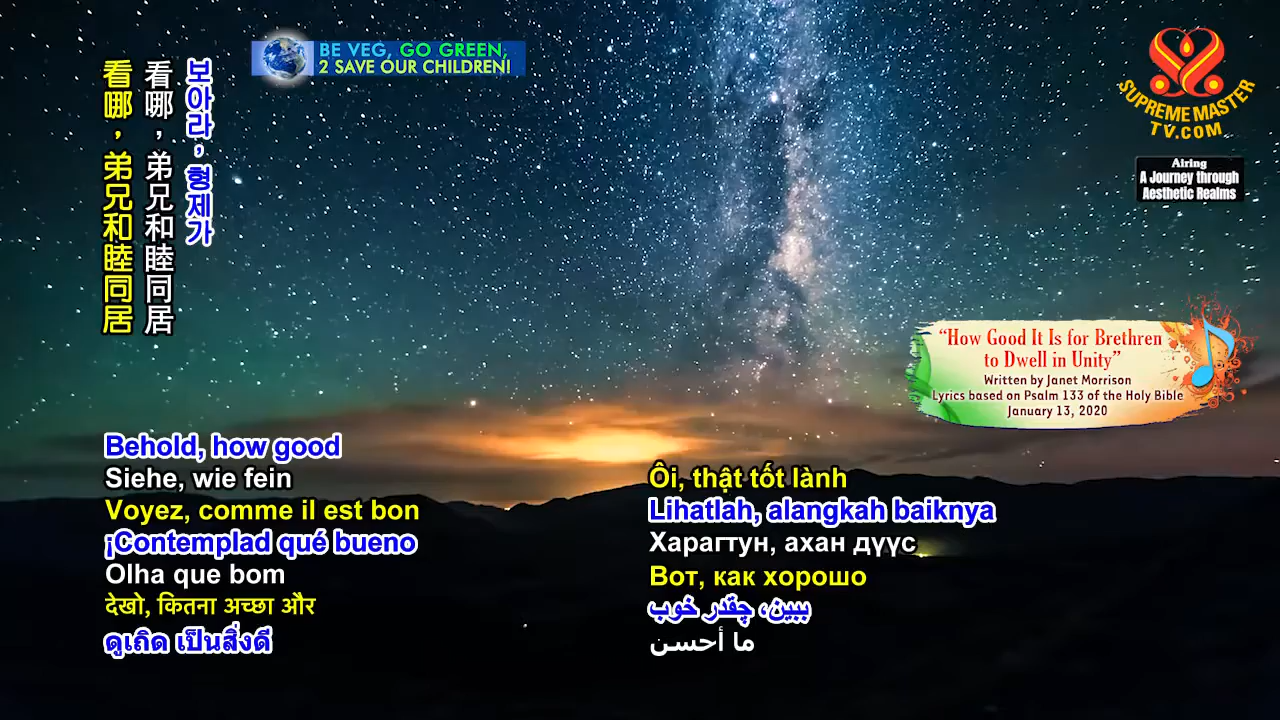 보아라, 형제가
看哪，弟兄和睦同居
看哪，弟兄和睦同居
BE VEG, GO GREEN,
2 SAVE OUR CHILDREN!
SUPREME MASTER
TV.COM
Airing
A Journey through
Aesthetic Realms
“How Good It Is for Brethren
to Dwell in Unity”
Written by Janet Morrison
Lyrics based on Psalm 133 of the Holy Bible
January 13, 2020
Behold, how good
Siehe, wie fein
Voyez, comme il est bon
¡Contemplad qué bueno
Olha que bom
देखो, कितना अच्छा और
ดูเถิด เป็นสิ่งดี
Ôi, thật tốt lành
Lihatlah, alangkah baiknya
Харагтун, ахан дүүс
Вот, как хорошо
ببین، چقدر خوب
ما أحسن